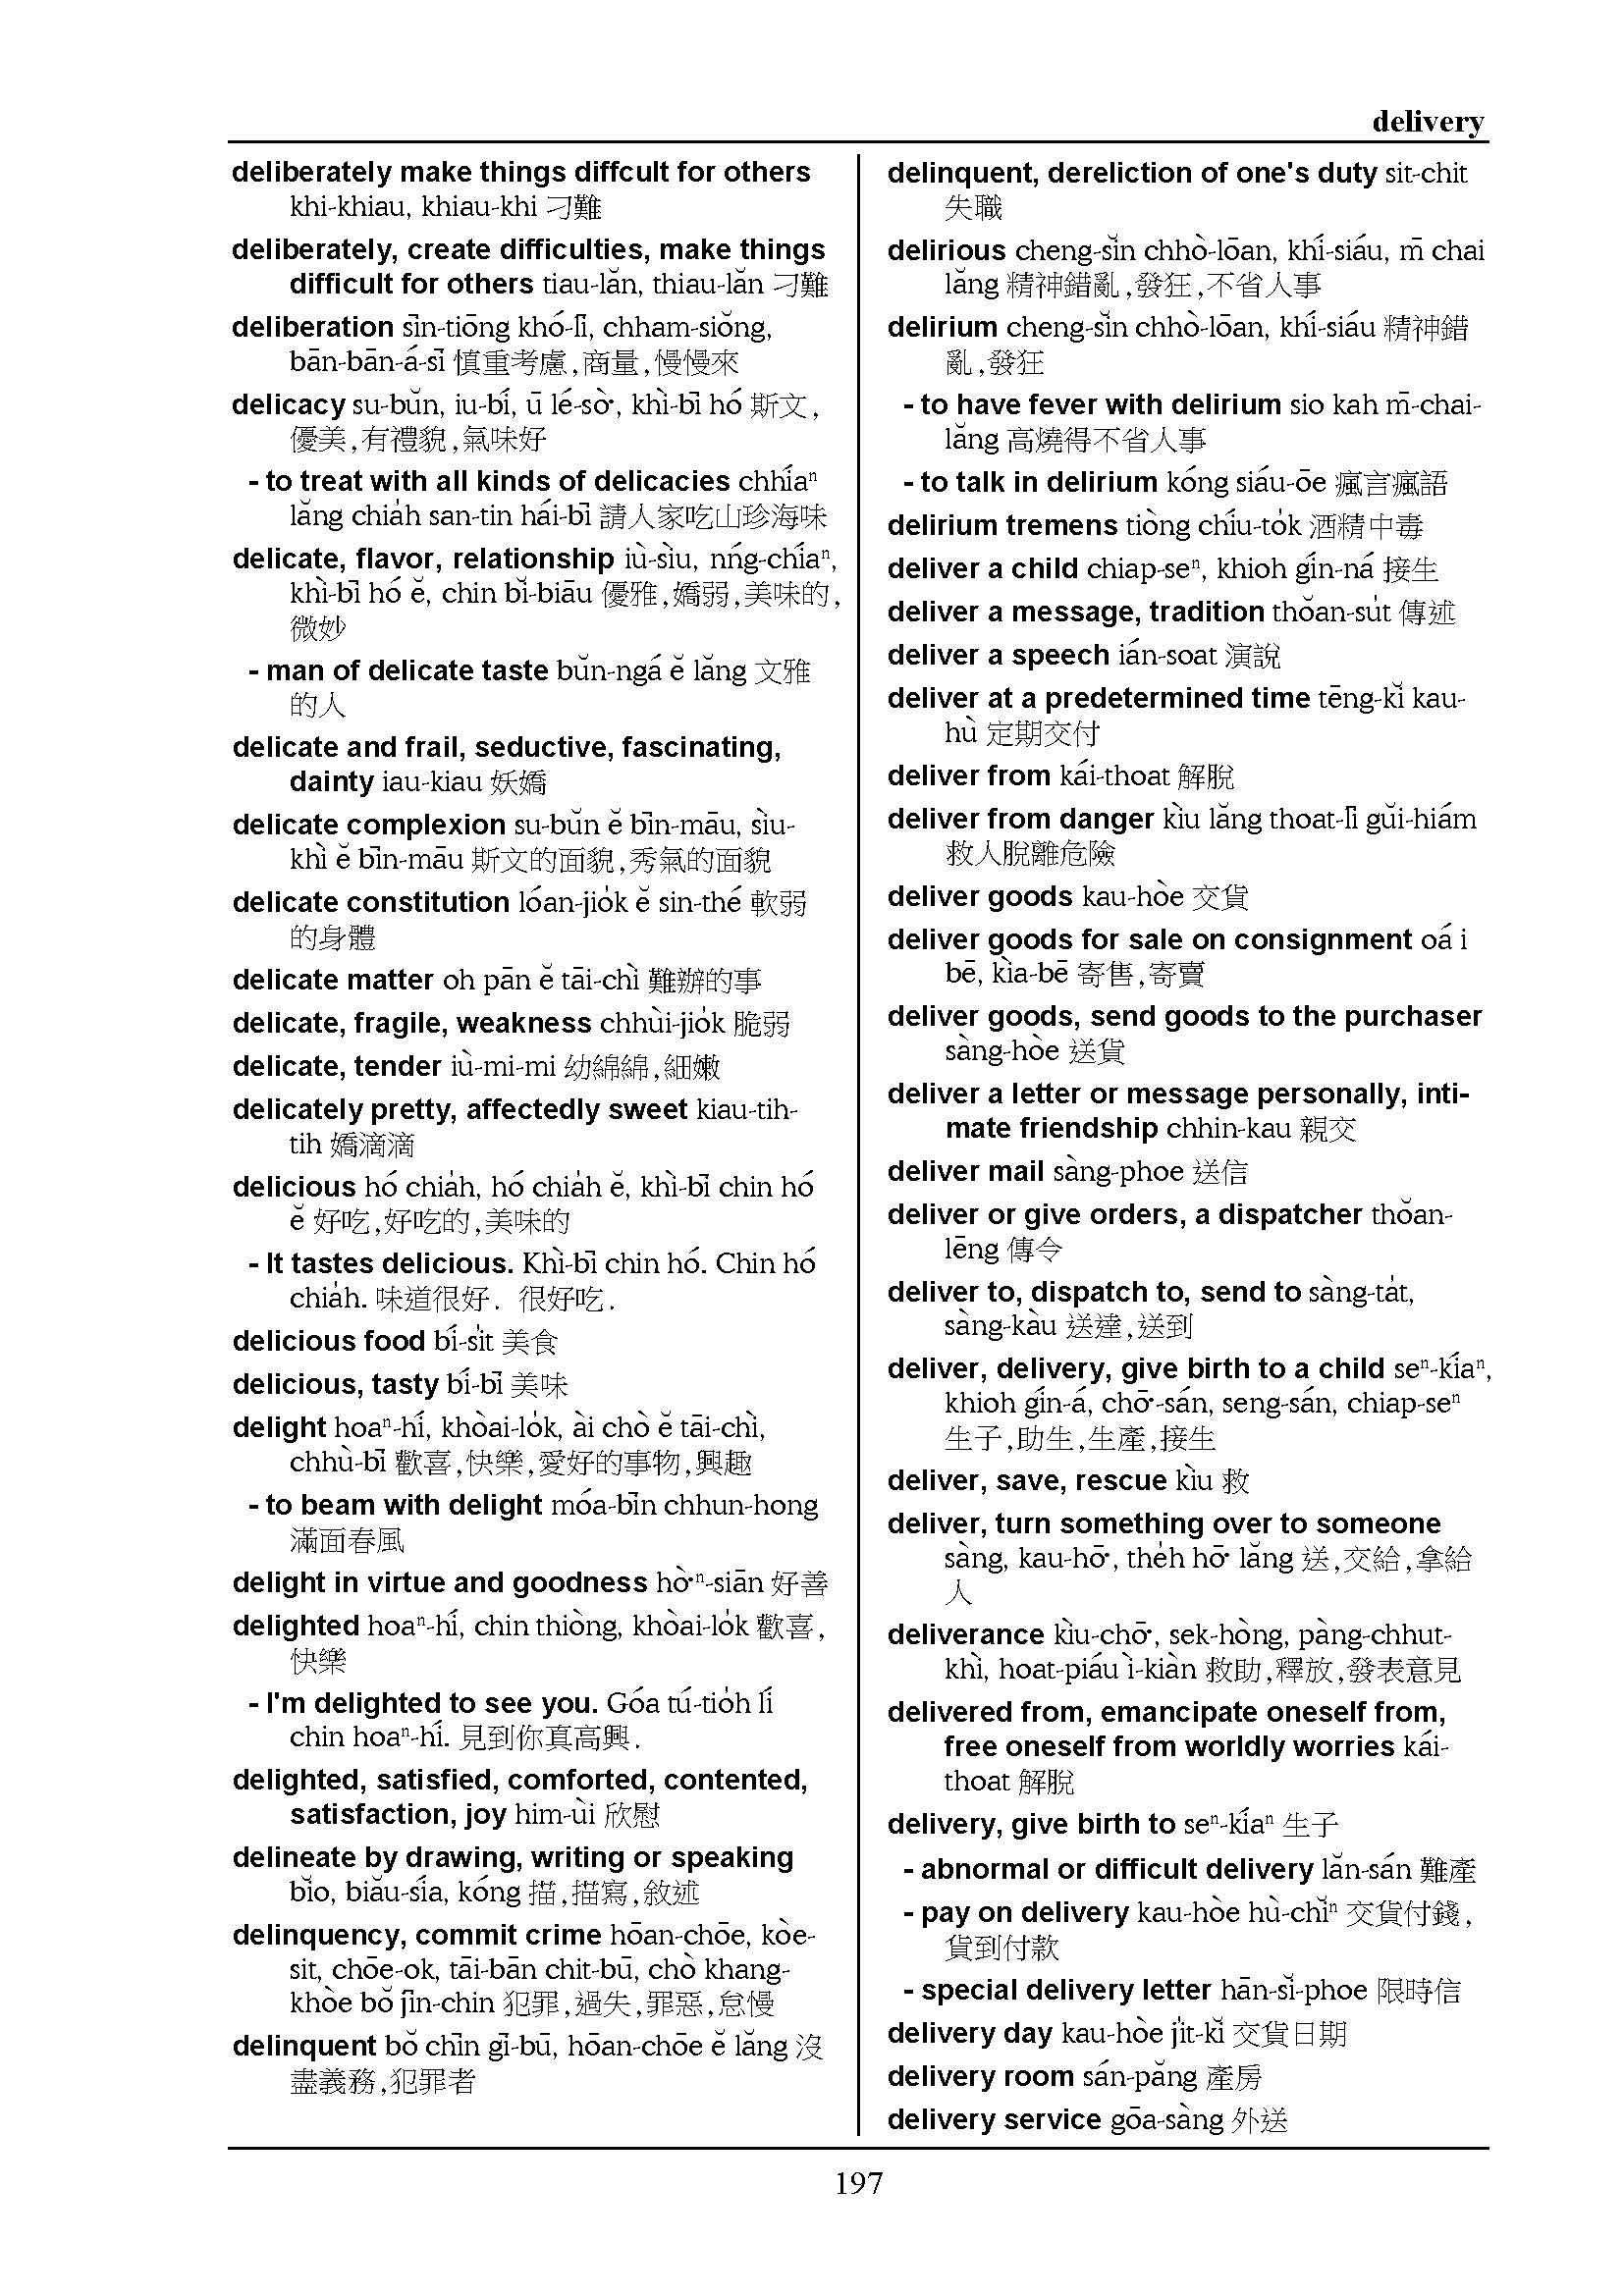 delivery
deliberately make things diffcult for others
khi-khiau, khiau-khi 刁難
deliberately, create difficulties, make things
difficult for others tiau-lăn, thiau-lăn 刁難
deliberation sīn-tiōng khó-lī, chham-siŏng,
bān-bān-á-sī 慎重考慮,商量,慢慢來
delicacy su-bŭn, iu-bí, ū lé-sò͘, khì-bī hó 斯文,
優美,有禮貌,氣味好
- to treat with all kinds of delicacies chhíaⁿ
lăng chia̍h san-tin hái-bī 請人家吃山珍海味
delicate, flavor, relationship iù-sìu, nńg-chíaⁿ,
khì-bī hó ĕ, chin bĭ-biāu 優雅,嬌弱,美味的,
微妙
- man of delicate taste bŭn-ngá ĕ lăng 文雅
的人
delicate and frail, seductive, fascinating,
dainty iau-kiau 妖嬌
delicate complexion su-bŭn ĕ bīn-māu, sìu-
khì ĕ bīn-māu 斯文的面貌,秀氣的面貌
delicate constitution lóan-jio̍k ĕ sin-thé 軟弱
的身體
delicate matter oh pān ĕ tāi-chì 難辦的事
delicate, fragile, weakness chhùi-jio̍k 脆弱
delicate, tender iù-mi-mi 幼綿綿,細嫩
delicately pretty, affectedly sweet kiau-tih-
tih 嬌滴滴
delicious hó chia̍h, hó chia̍h ĕ, khì-bī chin hó
ĕ 好吃,好吃的,美味的
- It tastes delicious. Khì-bī chin hó. Chin hó
chia̍h. 味道很好. 很好吃.
delicious food bí-si̍t 美食
delicious, tasty bí-bī 美味
delight hoaⁿ-hí, khòai-lo̍k, ài chò ĕ tāi-chì,
chhù-bī 歡喜,快樂,愛好的事物,興趣
- to beam with delight móa-bīn chhun-hong
滿面春風
delight in virtue and goodness hò͘ⁿ-siān 好善
delighted hoaⁿ-hí, chin thiòng, khòai-lo̍k 歡喜,
快樂
- I'm delighted to see you. Góa tú-tio̍h lí
chin hoaⁿ-hí. 見到你真高興.
delighted, satisfied, comforted, contented,
satisfaction, joy him-ùi 欣慰
delineate by drawing, writing or speaking
bĭo, biău-sía, kóng 描,描寫,敘述
delinquency, commit crime hōan-chōe, kòe-
sit, chōe-ok, tāi-bān chit-bū, chò khang-
khòe bŏ jīn-chin 犯罪,過失,罪惡,怠慢
delinquent bŏ chīn gī-bū, hōan-chōe ĕ lăng 沒
盡義務,犯罪者
delinquent, dereliction of one's duty sit-chit
失職
delirious cheng-sĭn chhò-lōan, khí-siáu, m̄ chai
lăng 精神錯亂,發狂,不省人事
delirium cheng-sĭn chhò-lōan, khí-siáu 精神錯
亂,發狂
- to have fever with delirium sio kah m̄-chai-
lăng 高燒得不省人事
- to talk in delirium kóng siáu-ōe 瘋言瘋語
delirium tremens tiòng chíu-to̍k 酒精中毒
deliver a child chiap-seⁿ, khioh gín-ná 接生
deliver a message, tradition thŏan-su̍t 傳述
deliver a speech ián-soat 演說
deliver at a predetermined time tēng-kĭ kau-
hù 定期交付
deliver from kái-thoat 解脫
deliver from danger kìu lăng thoat-lī gŭi-hiám
救人脫離危險
deliver goods kau-hòe 交貨
deliver goods for sale on consignment oá i
bē, kìa-bē 寄售,寄賣
deliver goods, send goods to the purchaser
sàng-hòe 送貨
deliver a letter or message personally, inti-
mate friendship chhin-kau 親交
deliver mail sàng-phoe 送信
deliver or give orders, a dispatcher thŏan-
lēng 傳令
deliver to, dispatch to, send to sàng-ta̍t,
sàng-kàu 送達,送到
deliver, delivery, give birth to a child seⁿ-kíaⁿ,
khioh gín-á, chō͘-sán, seng-sán, chiap-seⁿ
生子,助生,生產,接生
deliver, save, rescue kìu 救
deliver, turn something over to someone
sàng, kau-hō͘, the̍h hō͘ lăng 送,交給,拿給
人
deliverance kìu-chō͘, sek-hòng, pàng-chhut-
khì, hoat-piáu ì-kiàn 救助,釋放,發表意見
delivered from, emancipate oneself from,
free oneself from worldly worries kái-
thoat 解脫
delivery, give birth to seⁿ-kíaⁿ 生子
- abnormal or difficult delivery lăn-sán 難產
- pay on delivery kau-hòe hù-chĭⁿ 交貨付錢,
貨到付款
- special delivery letter hān-sĭ-phoe 限時信
delivery day kau-hòe ji̍t-kĭ 交貨日期
delivery room sán-păng 產房
delivery service gōa-sàng 外送
197